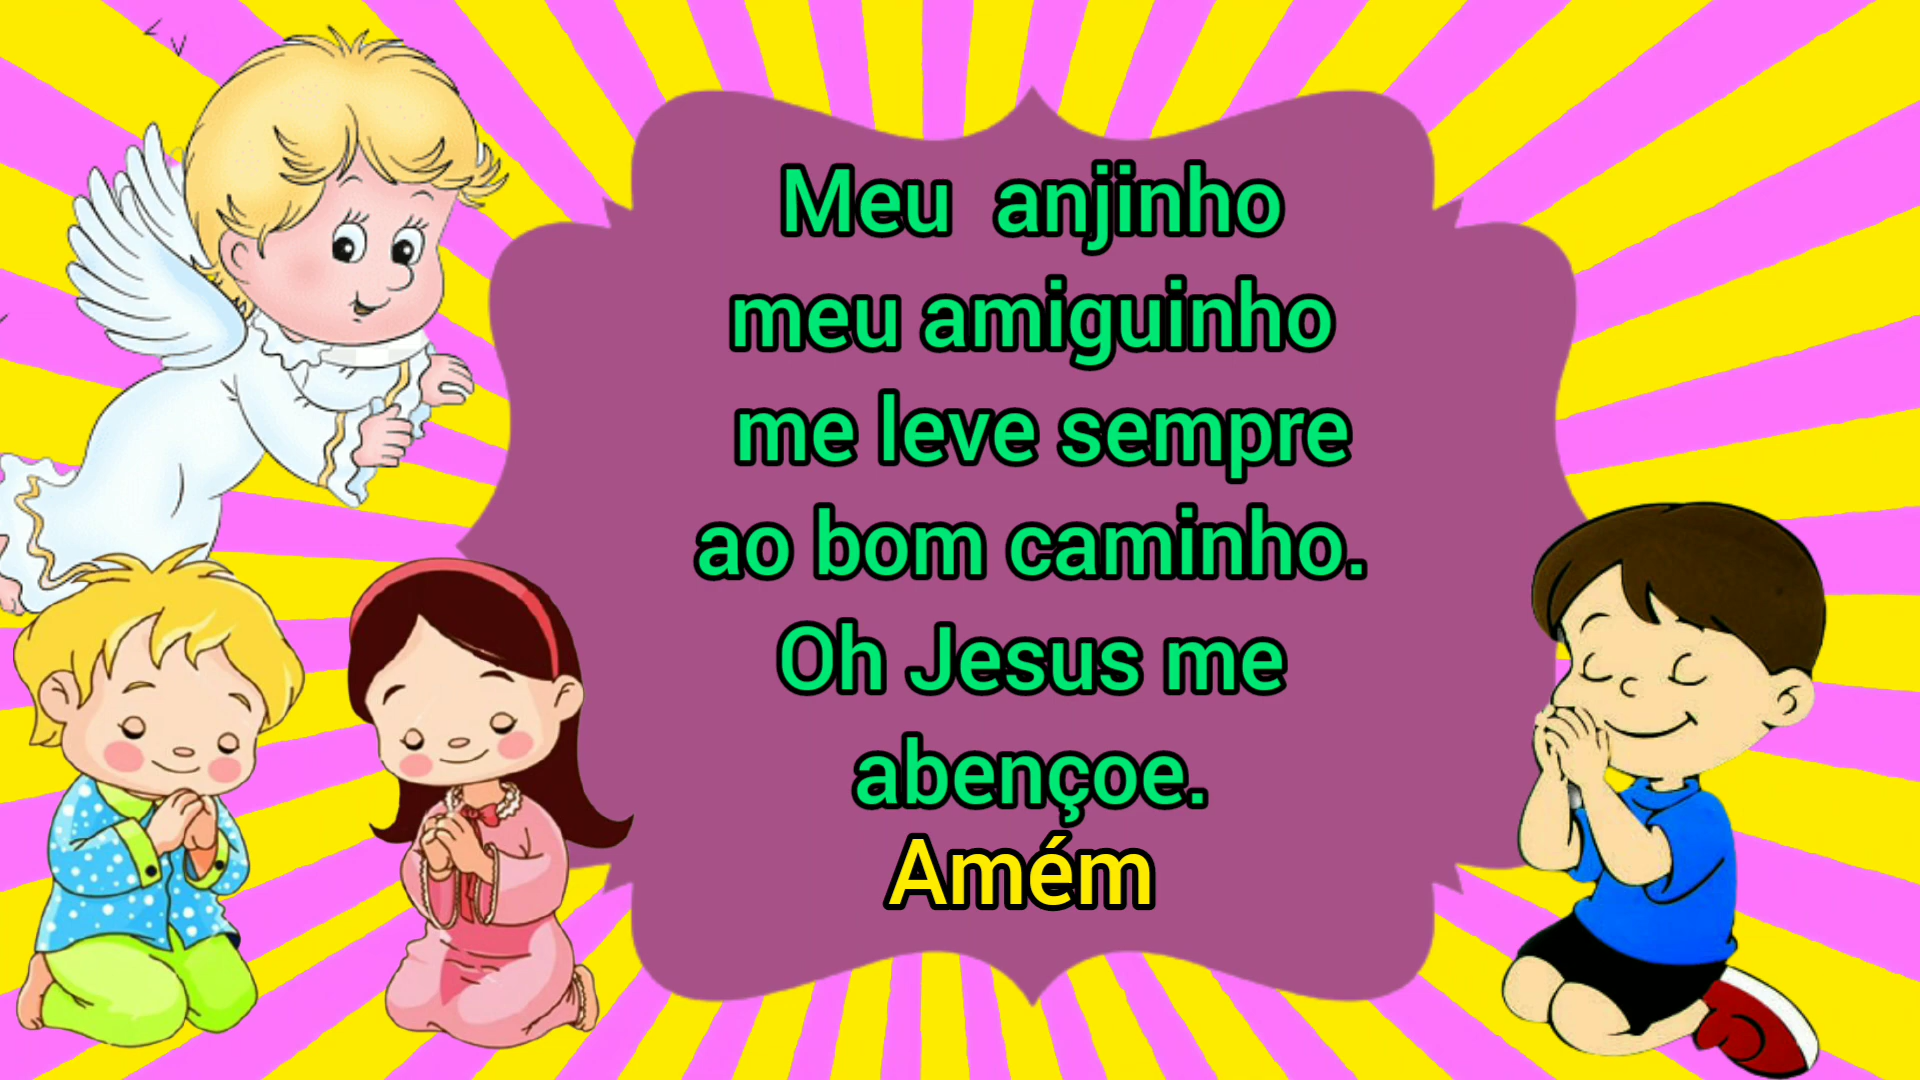 Meu anjinho
meu amiguinho
me leve sempre
ao bom caminho.
Oh Jesus me
abençoe.
Amém